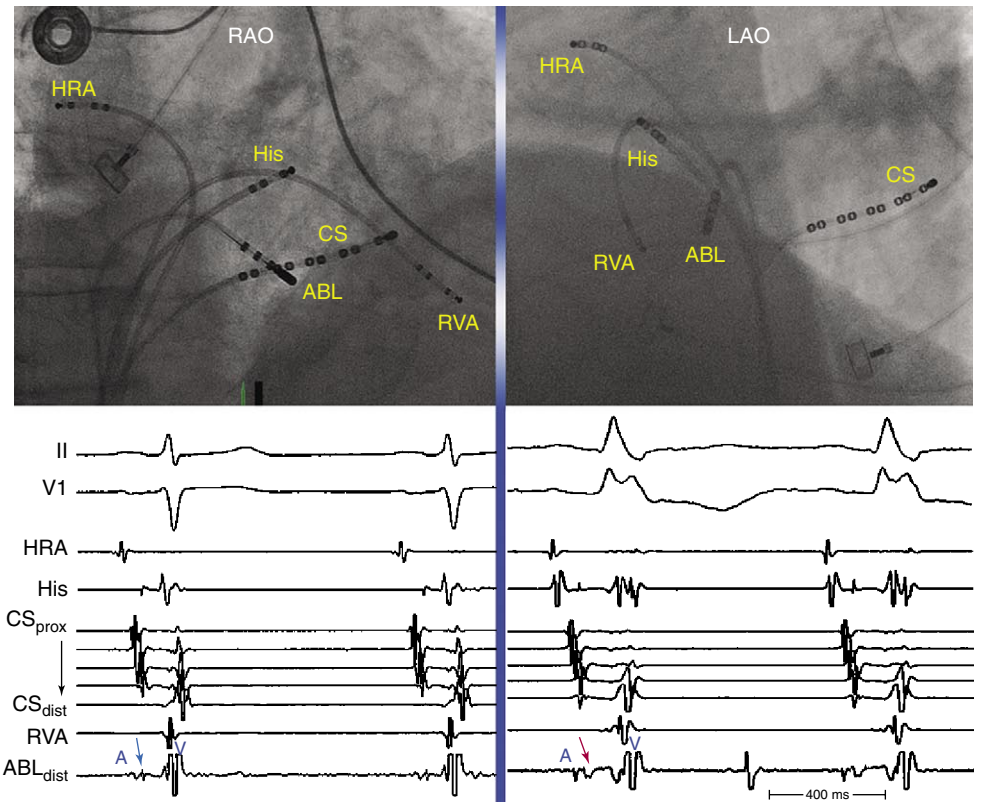 RAO
HRA
His
CS
ABL
RVA
LAO
HRA
His
CS
RVA
ABL
II
V1
HRA
His
CSprox
CSdist
RVA
A
V
ABLdist
A
V
400 ms